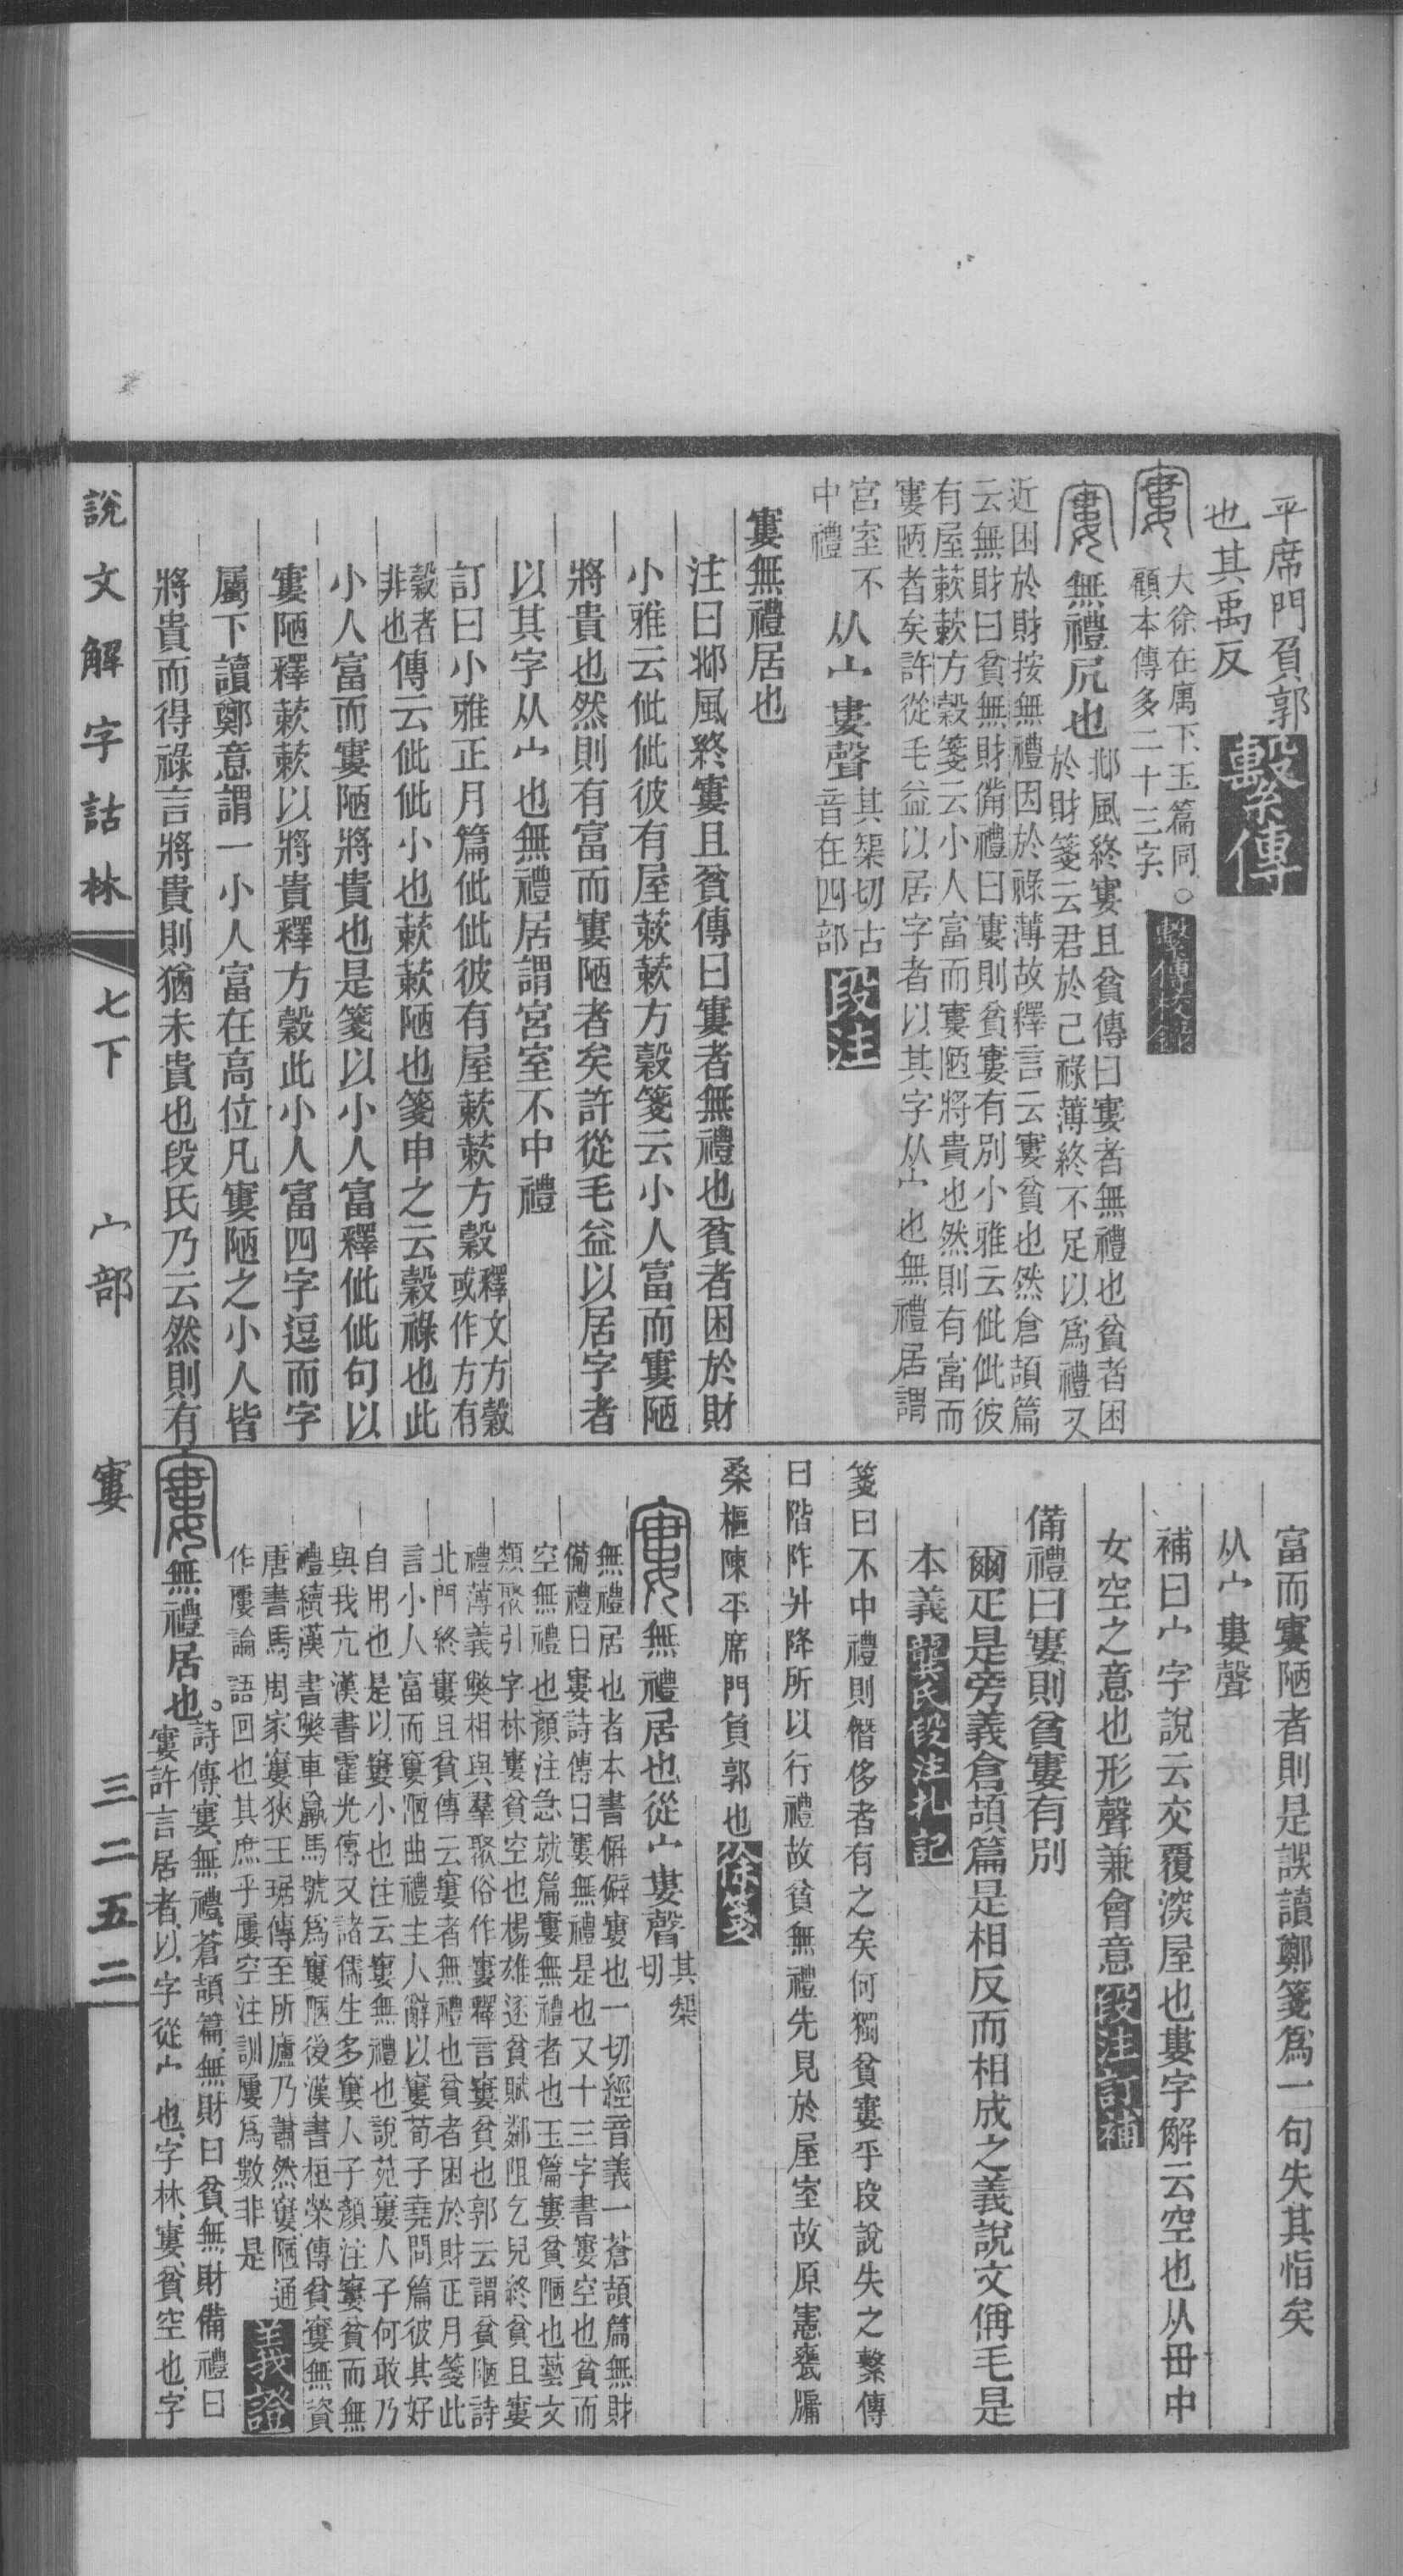 平席門負郭繫傳
也其禹反
窶大徐在㝢下玉篇同○繫傳校錄
顧本傳多二十三字
窶無禮凥也邶風終窶且貧傳曰窶者無禮也貧者困
於財箋云君於己祿薄終不足以爲禮又
近困於財按無禮因於祿薄故釋言云窶貧也然倉頡篇
云無財曰貧無財備禮曰窶則貧窶有別小雅云佌佌彼
有屋蔌蔌方穀箋云小人富而窶陋將貴也然則有富而
窶陋者矣許從毛益以居字者以其字从宀也無禮居謂
宮室不
中禮
从宀婁聲其榘切古
音在四部
段注
窶無禮居也
注曰邶風終窶且貧傳曰窶者無禮也貧者困於財
小雅云佌佌彼有屋蔌蔌方穀箋云小人富而窶陋
將貴也然則有富而窶陋者矣許從毛益以居字者
以其字从宀也無禮居謂宮室不中禮
訂曰小雅正月篇佌佌彼有屋蔌蔌方穀釋文方穀
或作方有
穀者
非也
傳云佌佌小也蔌蔌陋也箋申之云穀祿也此
小人富而窶陋將貴也是箋以小人富釋佌佌句以
窶陋釋蔌蔌以將貴釋方穀此小人富四字逗而字
屬下讀鄭意謂一小人富在高位凡窶陋之小人皆
將貴而得祿言將貴則猶未貴也段氏乃云然則有
富而窶陋者則是誤讀鄭箋爲一句失其恉矣
从宀婁聲
補曰宀字說云交覆深屋也婁字解云空也从毌中
女空之意也形聲兼會意段注訂補
備禮曰窶則貧窶有別
爾疋是旁義倉頡篇是相反而相成之義說文偁毛是
本義龔氏段注札記
箋曰不中禮則僭侈者有之矣何獨貧窶乎段說失之繫傳
曰階阼升降所以行禮故貧無禮先見於屋室故原憲甕牖
桑樞陳平席門負郭也徐箋
窶無禮居也從宀婁聲其榘
切
無禮居也者本書僻僻窶也一切經音義一蒼頡篇無財
備禮曰窶詩傳曰窶無禮是也又十三字書窶空也貧而
空無禮也顏注急就篇窶無禮者也玉篇窶貧陋也藝文
類聚引字林窶貧空也楊雄逐貧賦鄰阻乞兒終貧且窶
禮薄義獘相與羣聚俗作窶釋言窶貧也郭云謂貧陋詩
北門終窶且貧傳云窶者無禮也貧者困於財正月箋此
言小人富而窶陋曲禮主人辭以窶荀子堯問篇彼其好
自用也是以窶小也注云窶無禮也說苑窶人子何敢乃
與我亢漢書霍光傳又諸儒生多窶人子顏注窶貧而無
禮續漢書獘車羸馬號爲窶陋後漢書桓榮傳貧窶無資
唐書馬周家窶狹王琚傳至所廬乃蕭然窶陋通
作屢論語回也其庶乎屢空注訓屢爲數非是義證
窶無禮居也。詩傳窶、無禮、蒼頡篇、無財曰貧、無財備禮曰
窶許言居者、以字從宀也、字林、窶、貧空也、字
說文解字詁林 七下 宀部 窶 三二五二